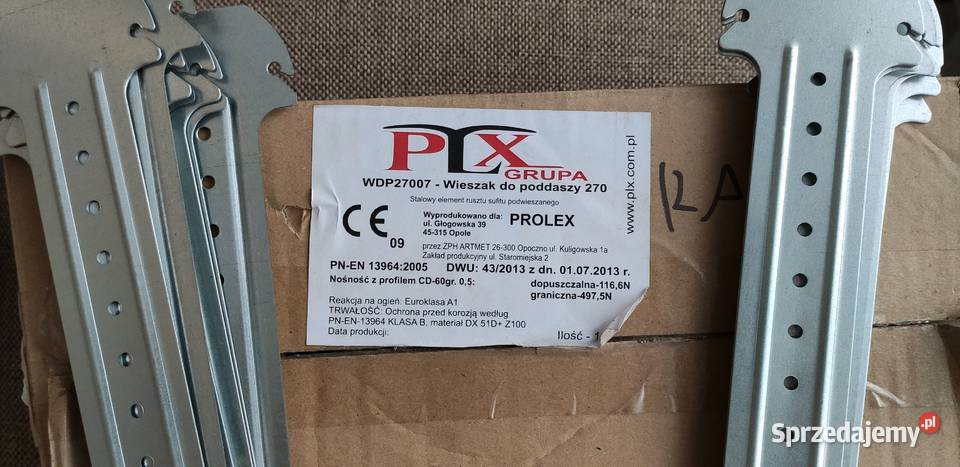 PLX
GRUPA
WDP27007 - Wieszak do poddaszy 270
Stalowy element rusztu sufitu podwieszanego
CE
09
Wyprodukowano dla: PROLEX
ul. Głogowska 39
45-315 Opole
przez ZPH ARTMET 26-300 Opoczno ul. Kuligowska 1a
Zakład produkcyjny ul. Staromiejska 2
PN-EN 13964:2005 DWU: 43/2013 z dn. 01.07.2013 r.
Nośność z profilem CD-60gr. 0,5: dopuszczalna-116,6N
graniczna-497,5N
Reakcja na ogień: Euroklasa A1
TRWAŁOŚĆ: Ochrona przed korozją według
PN-EN-13964 KLASA B, materiał DX 51D+ Z100
Data produkcji:
Ilość - 1
www.plx.com.pl
Sprzedajemy.pl